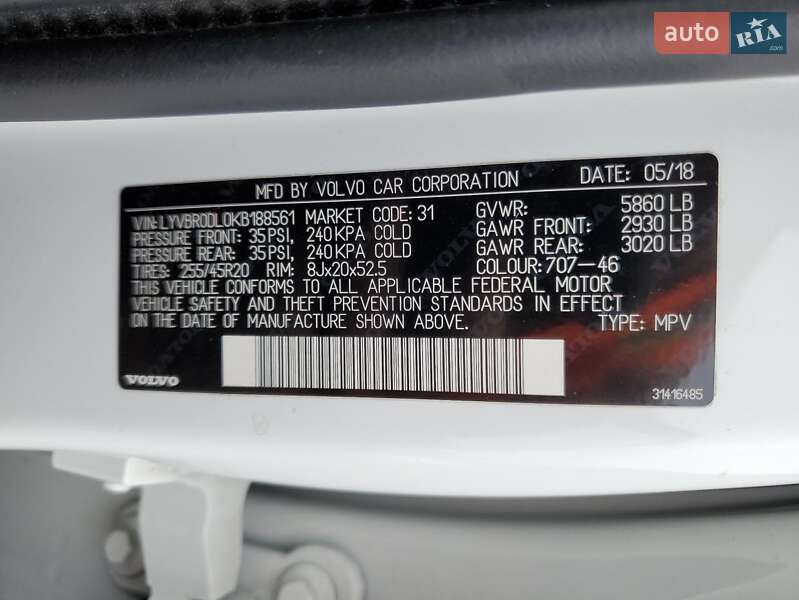 auto RIA.com
MFD BY VOLVO CAR CORPORATION DATE: 05/18
VIN: LYVBR0DL0KB188561 MARKET CODE: 31 GVWR: 5860 LB
PRESSURE FRONT: 35PSI, 240KPA COLD GAWR FRONT: 2930 LB
PRESSURE REAR: 35PSI, 240KPA COLD GAWR REAR: 3020 LB
TIRES: 255/45R20 RIM: 8Jx20x52.5 COLOUR: 707-46
THIS VEHICLE CONFORMS TO ALL APPLICABLE FEDERAL MOTOR
VEHICLE SAFETY AND THEFT PREVENTION STANDARDS IN EFFECT
ON THE DATE OF MANUFACTURE SHOWN ABOVE. TYPE: MPV
VOLVO 31416485